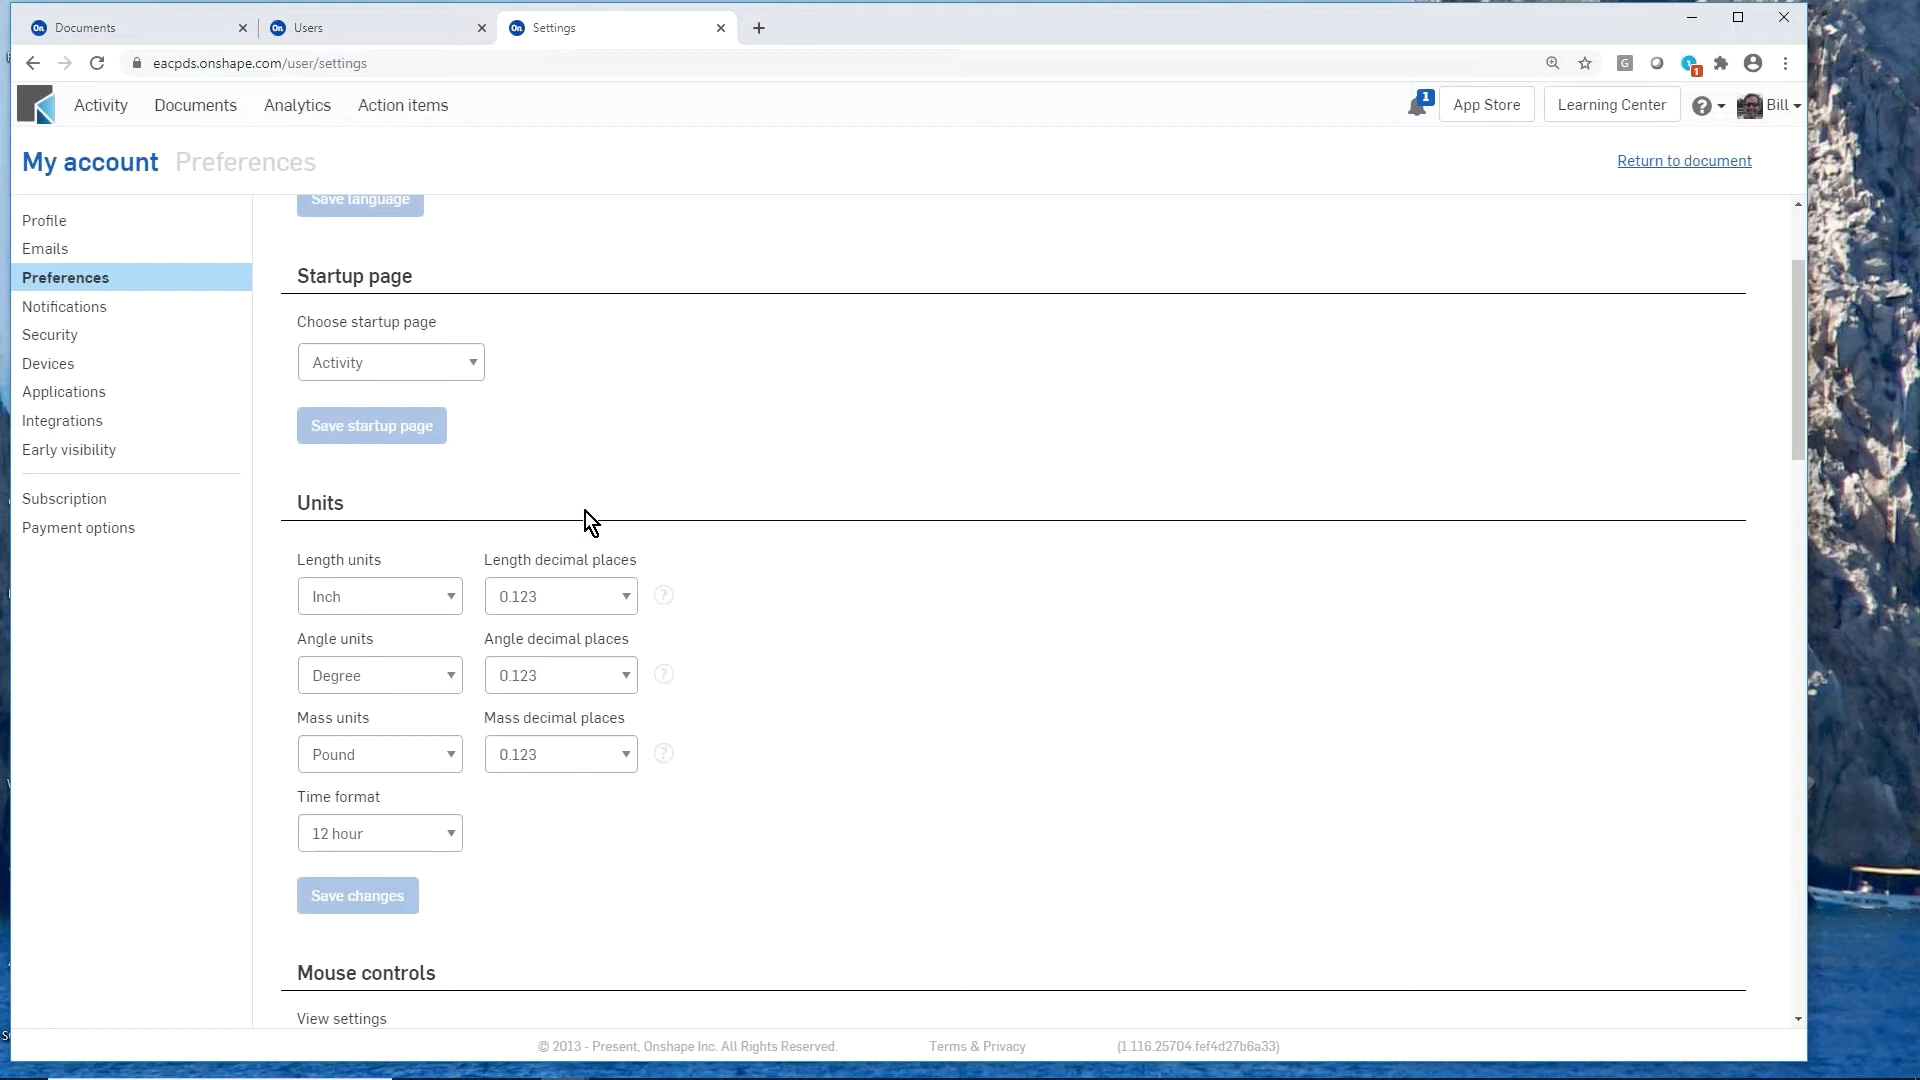 On Documents
On Users
On Settings
eacpds.onshape.com/user/settings
G
1
Activity Documents Analytics Action items
1
App Store
Learning Center
?
Bill
My account Preferences
Return to document
Profile
Emails
Preferences
Notifications
Security
Devices
Applications
Integrations
Early visibility
Subscription
Payment options
Save language
Startup page
Choose startup page
Activity
Save startup page
Units
Length units Length decimal places
Inch 0.123 ?
Angle units Angle decimal places
Degree 0.123 ?
Mass units Mass decimal places
Pound 0.123 ?
Time format
12 hour
Save changes
Mouse controls
View settings
© 2013 - Present, Onshape Inc. All Rights Reserved. Terms & Privacy (1.116.25704.fef4d27b6a33)